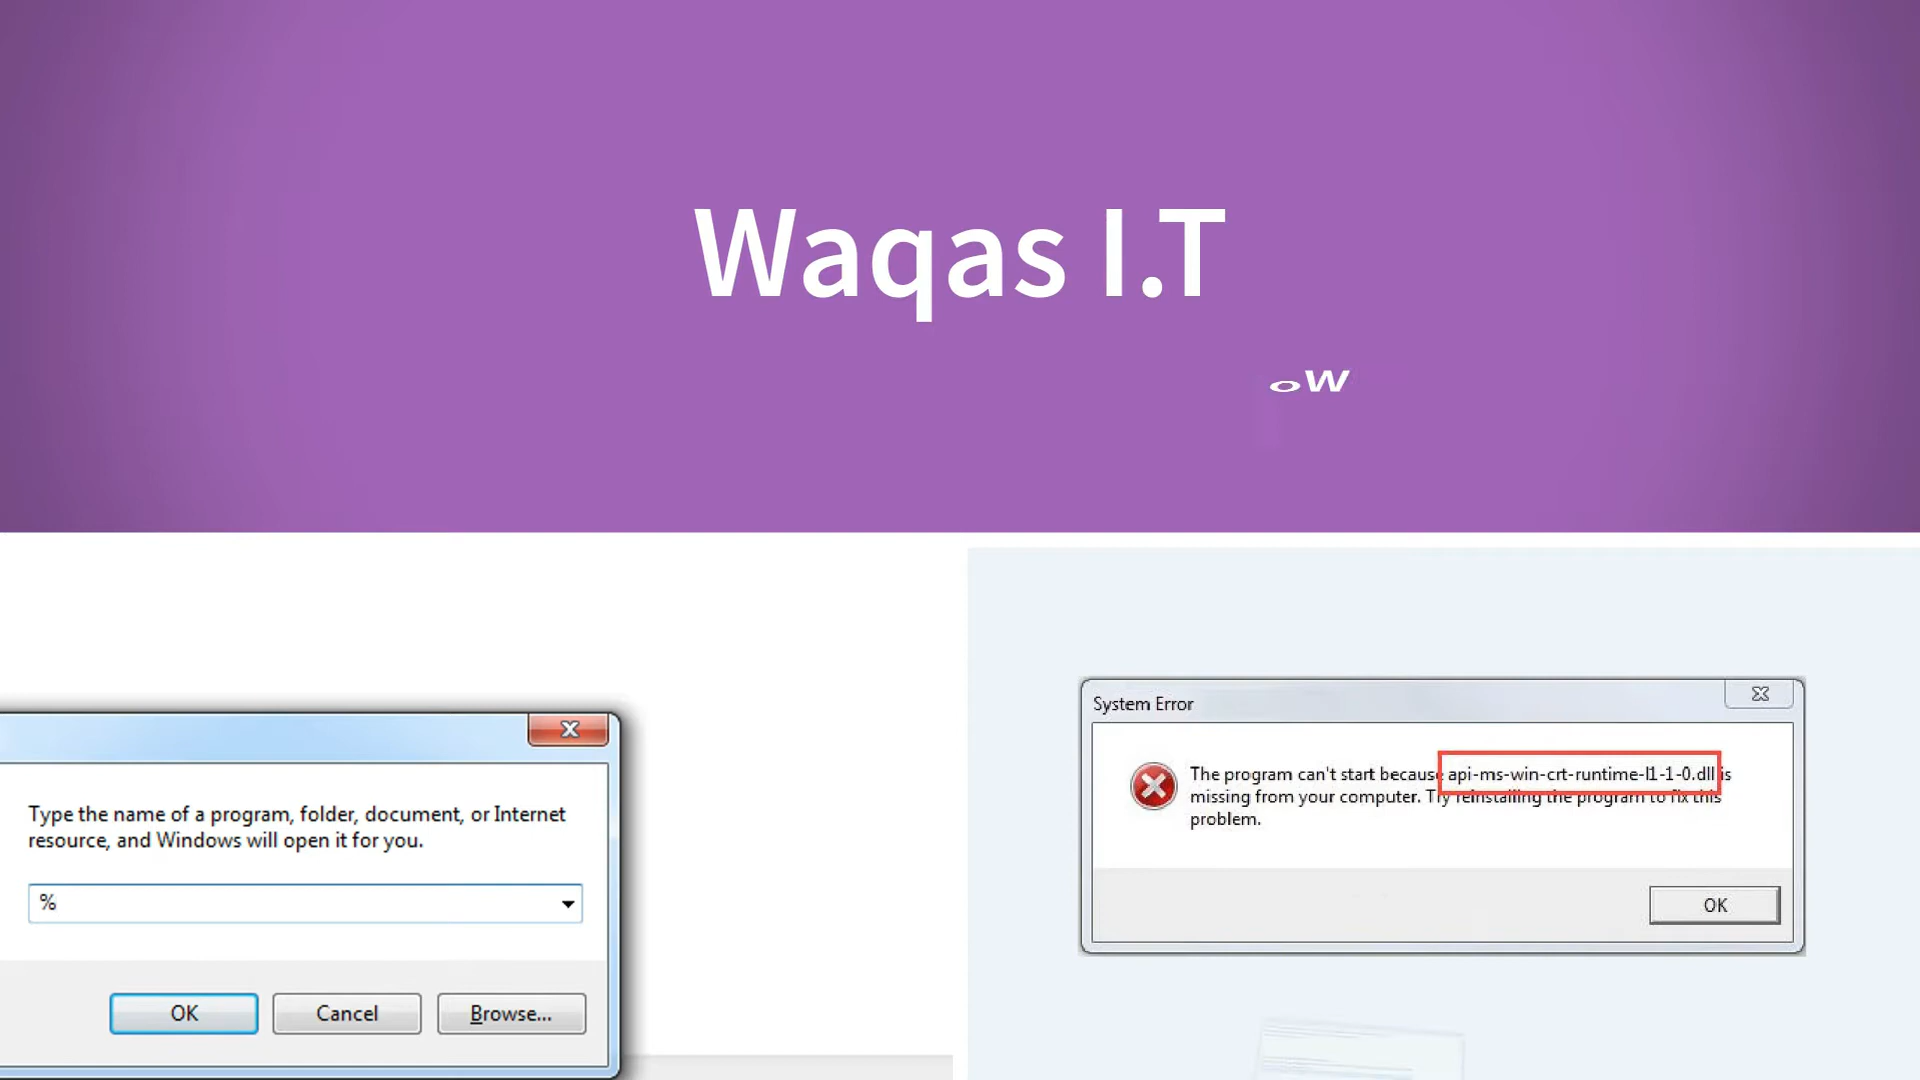 Waqas I.T
ow
Type the name of a program, folder, document, or Internet
resource, and Windows will open it for you.
%
OK
Cancel
Browse...
System Error
The program can't start because api-ms-win-crt-runtime-l1-1-0.dll is
missing from your computer. Try reinstalling the program to fix this
problem.
OK